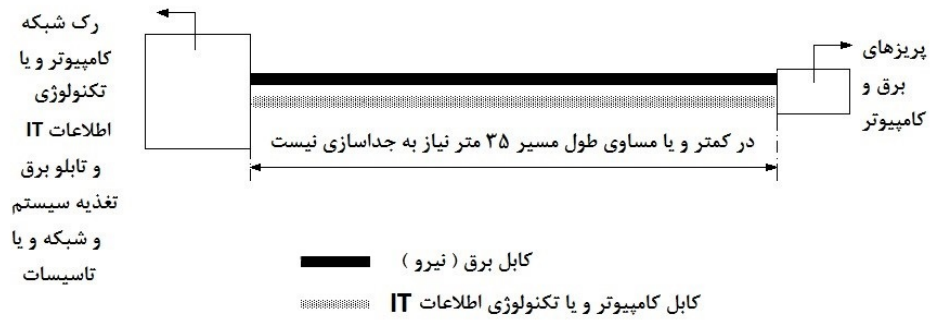 پریزهای
برق و
کامپیوتر
رک شبکه
کامپیوتر و یا
تکنولوژی
اطلاعات IT
و تابلو برق
تغذیه سیستم
و شبکه و یا
تاسیسات
در کمتر و یا مساوی طول مسیر ۳۵ متر نیاز به جداسازی نیست
کابل برق ( نیرو )
کابل کامپیوتر و یا تکنولوژی اطلاعات IT